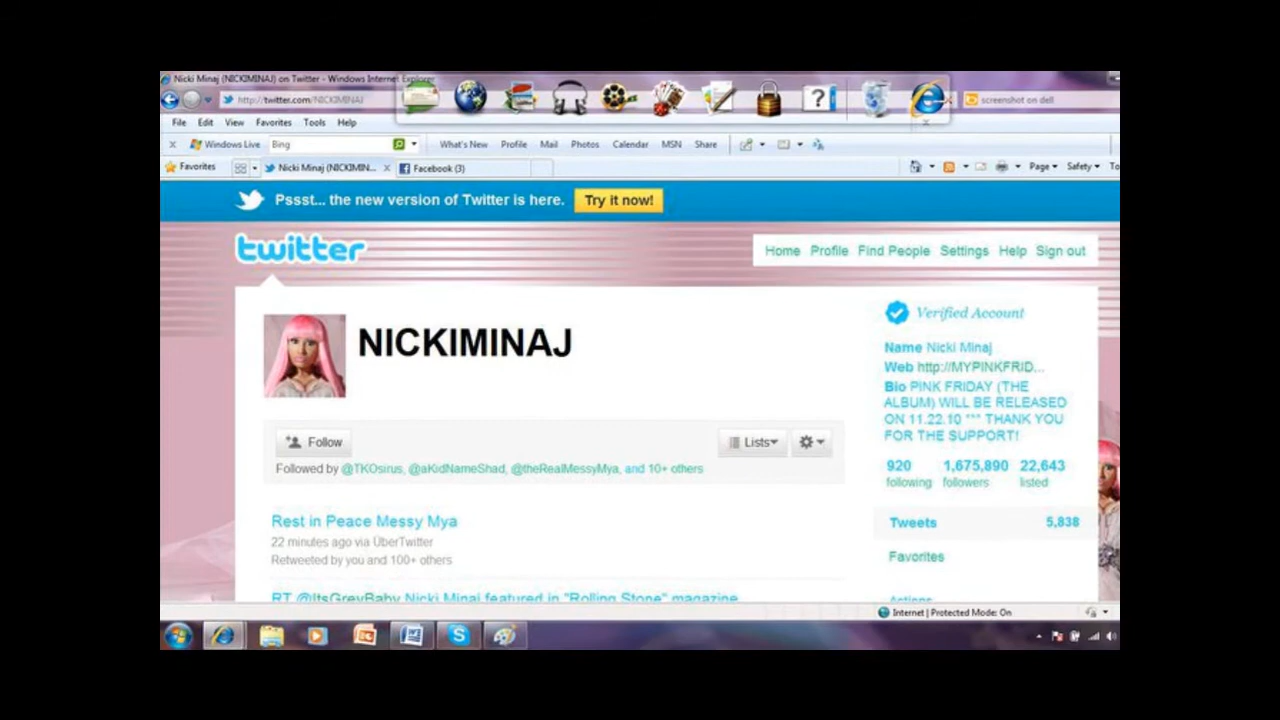 Nicki Minaj (NICKIMINAJ) on Twitter - Windows Internet Explorer
http://twitter.com/NICKIMINAJ
screenshot on dell
File Edit View Favorites Tools Help
x Windows Live Bing What's New Profile Mail Photos Calendar MSN Share
Favorites Nicki Minaj (NICKIMIN... x Facebook (3) Page Safety To
Pssst... the new version of Twitter is here. Try it now!
twitter
Home Profile Find People Settings Help Sign out
Verified Account
NICKIMINAJ
Name Nicki Minaj
Web http://MYPINKFRID...
Bio PINK FRIDAY (THE
ALBUM) WILL BE RELEASED
ON 11.22.10 *** THANK YOU
FOR THE SUPPORT!
Follow Lists
Followed by @TKOsirus, @aKidNameShad, @theRealMessyMya, and 10+ others
920 1,675,890 22,643
following followers listed
Rest in Peace Messy Mya
22 minutes ago via ÜberTwitter
Retweeted by you and 100+ others
Tweets 5,838
Favorites
RT @ItsGreyBaby Nicki Minaj featured in "Rolling Stone" magazine
Actions
Internet | Protected Mode: On